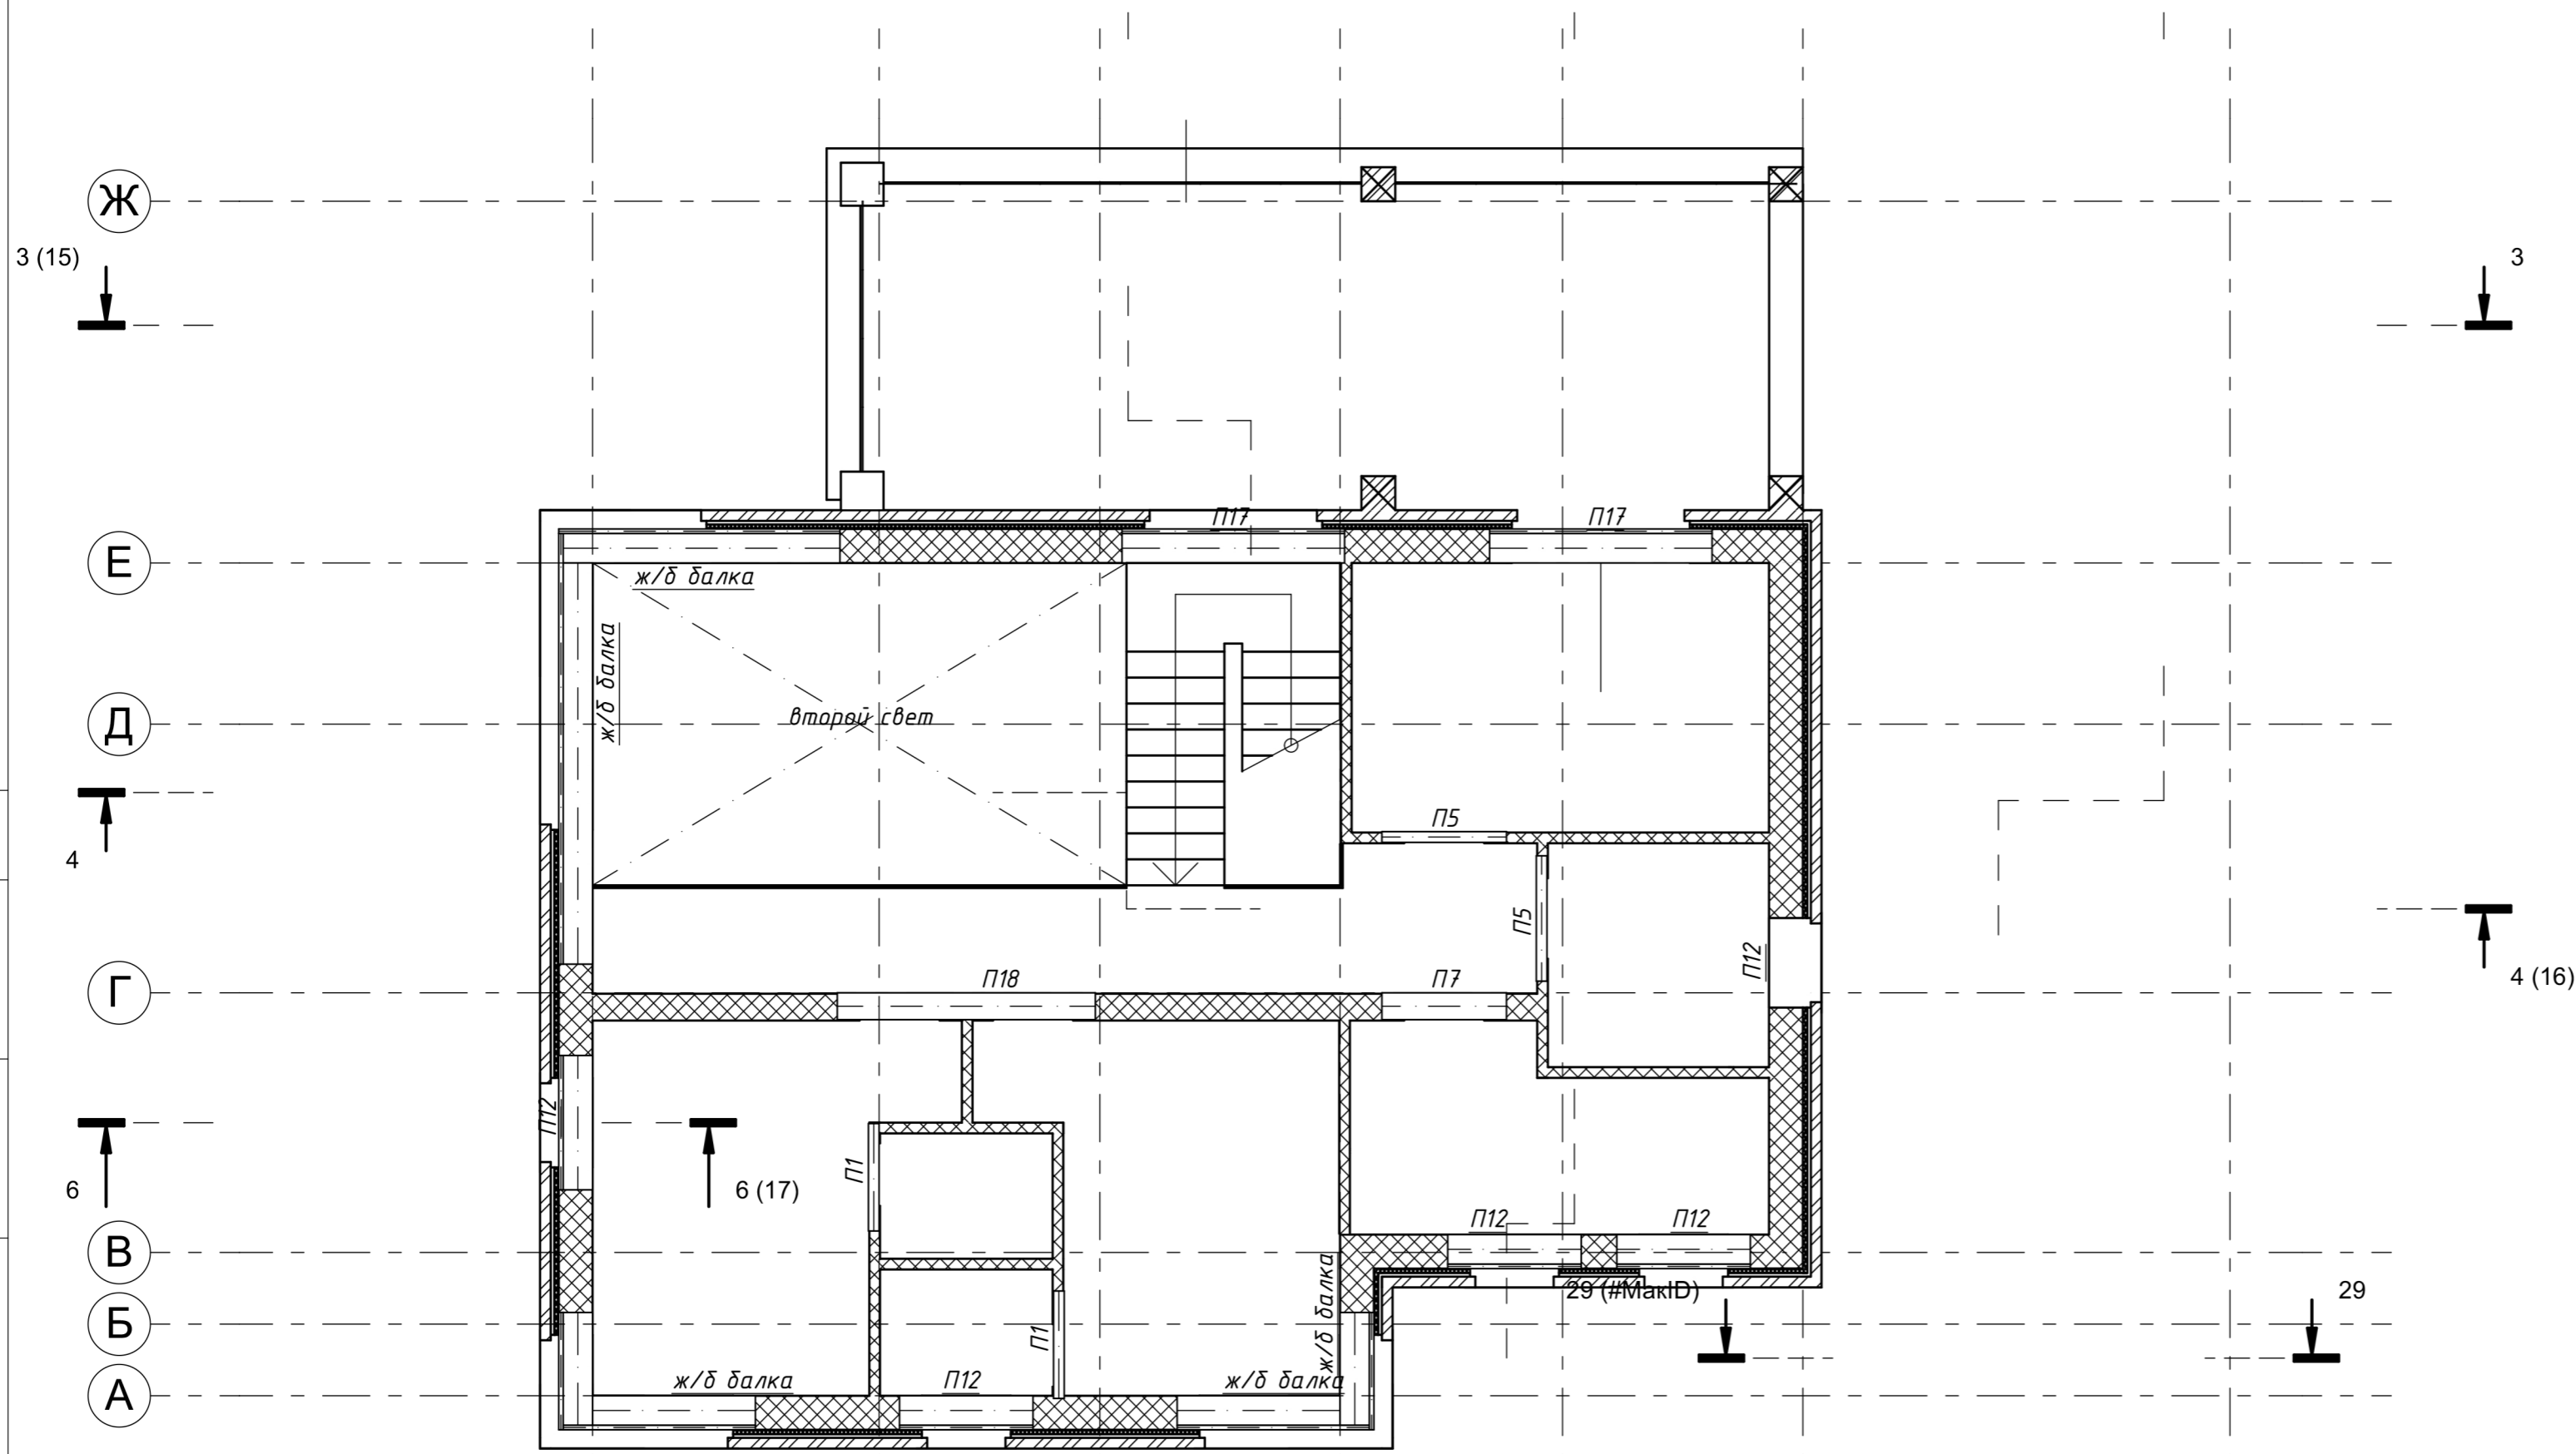 Ж
3 (15)
3
П17
П17
Е
ж/б балка
ж/б балка
второй свет
Д
П5
4
П5
П12
4 (16)
Г
П18
П7
П12
П1
6
6 (17)
П12
П12
В
29 (#МакID)
29
ж/б балка
Б
П1
ж/б балка
П12
ж/б балка
А